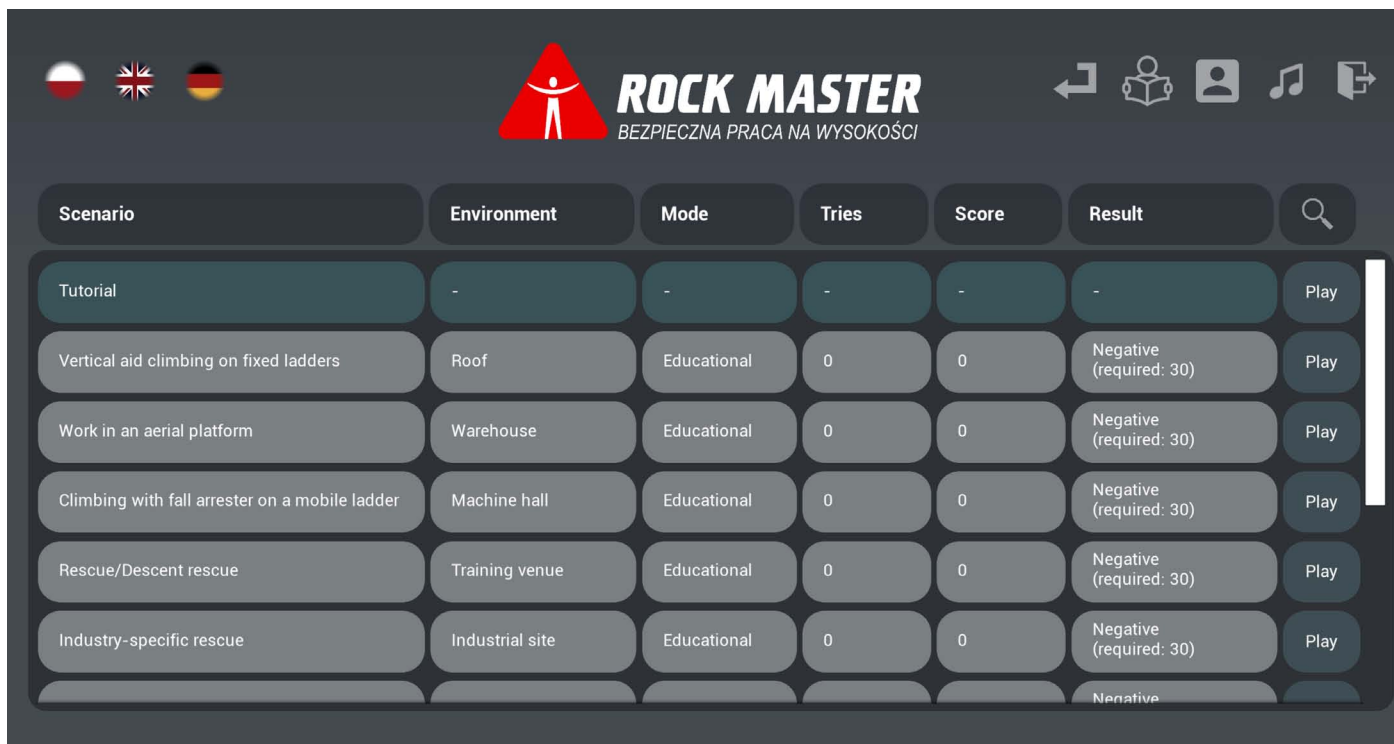 ROCK MASTER
BEZPIECZNA PRACA NA WYSOKOŚCI
Scenario Environment Mode Tries Score Result
Tutorial - - - - - Play
Vertical aid climbing on fixed ladders Roof Educational 0 0 Negative (required: 30) Play
Work in an aerial platform Warehouse Educational 0 0 Negative (required: 30) Play
Climbing with fall arrester on a mobile ladder Machine hall Educational 0 0 Negative (required: 30) Play
Rescue/Descent rescue Training venue Educational 0 0 Negative (required: 30) Play
Industry-specific rescue Industrial site Educational 0 0 Negative (required: 30) Play
Negative